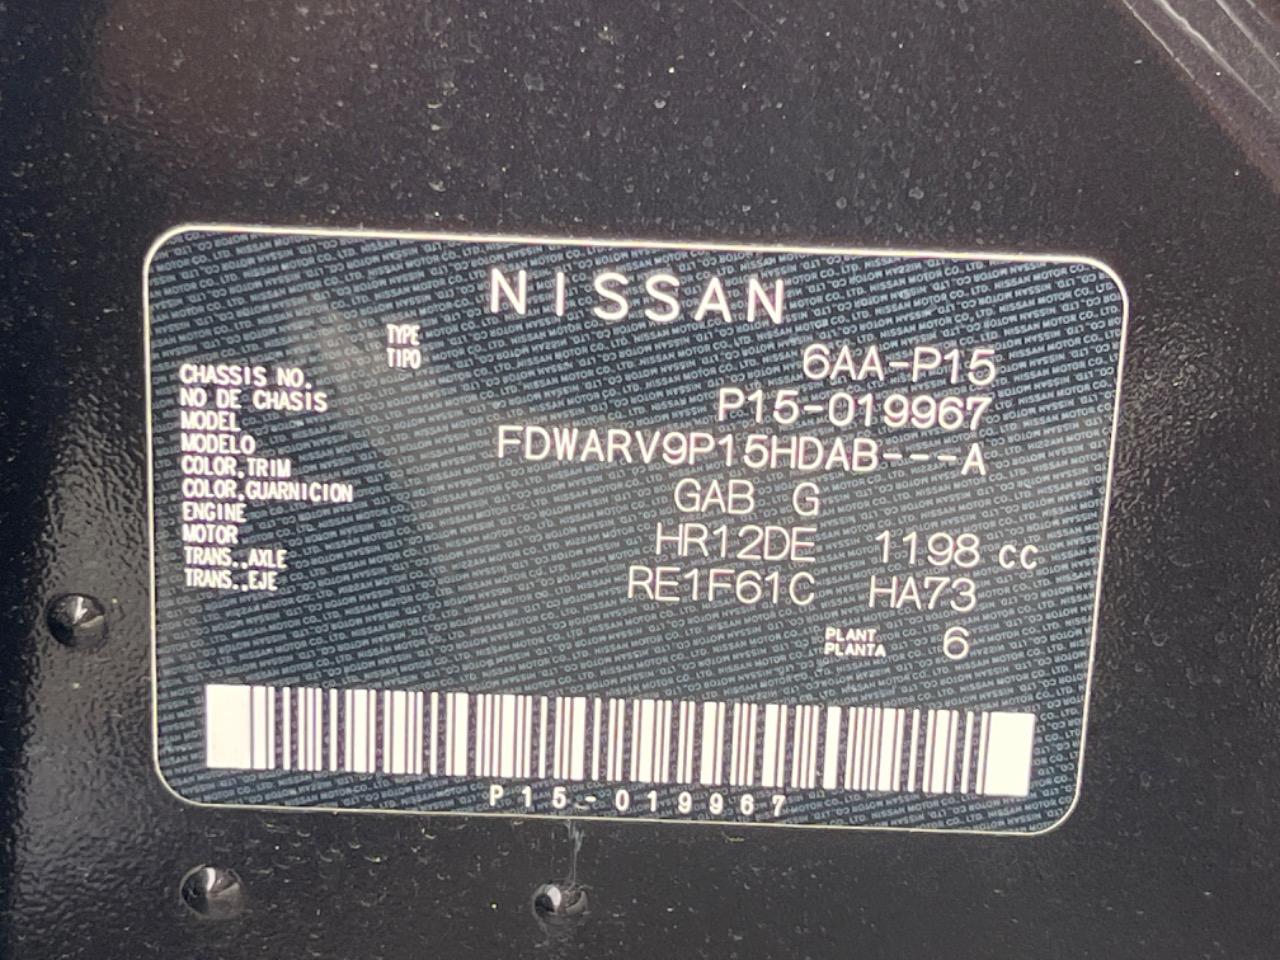 NISSAN
TYPE
TIPO 6AA-P15
CHASSIS NO.
NO DE CHASIS P15-019967
MODEL
MODELO FDWARV9P15HDAB---A
COLOR,TRIM
COLOR,GUARNICION GAB G
ENGINE
MOTOR HR12DE 1198 cc
TRANS.,AXLE
TRANS.,EJE RE1F61C HA73
PLANT
PLANTA 6
P15-019967